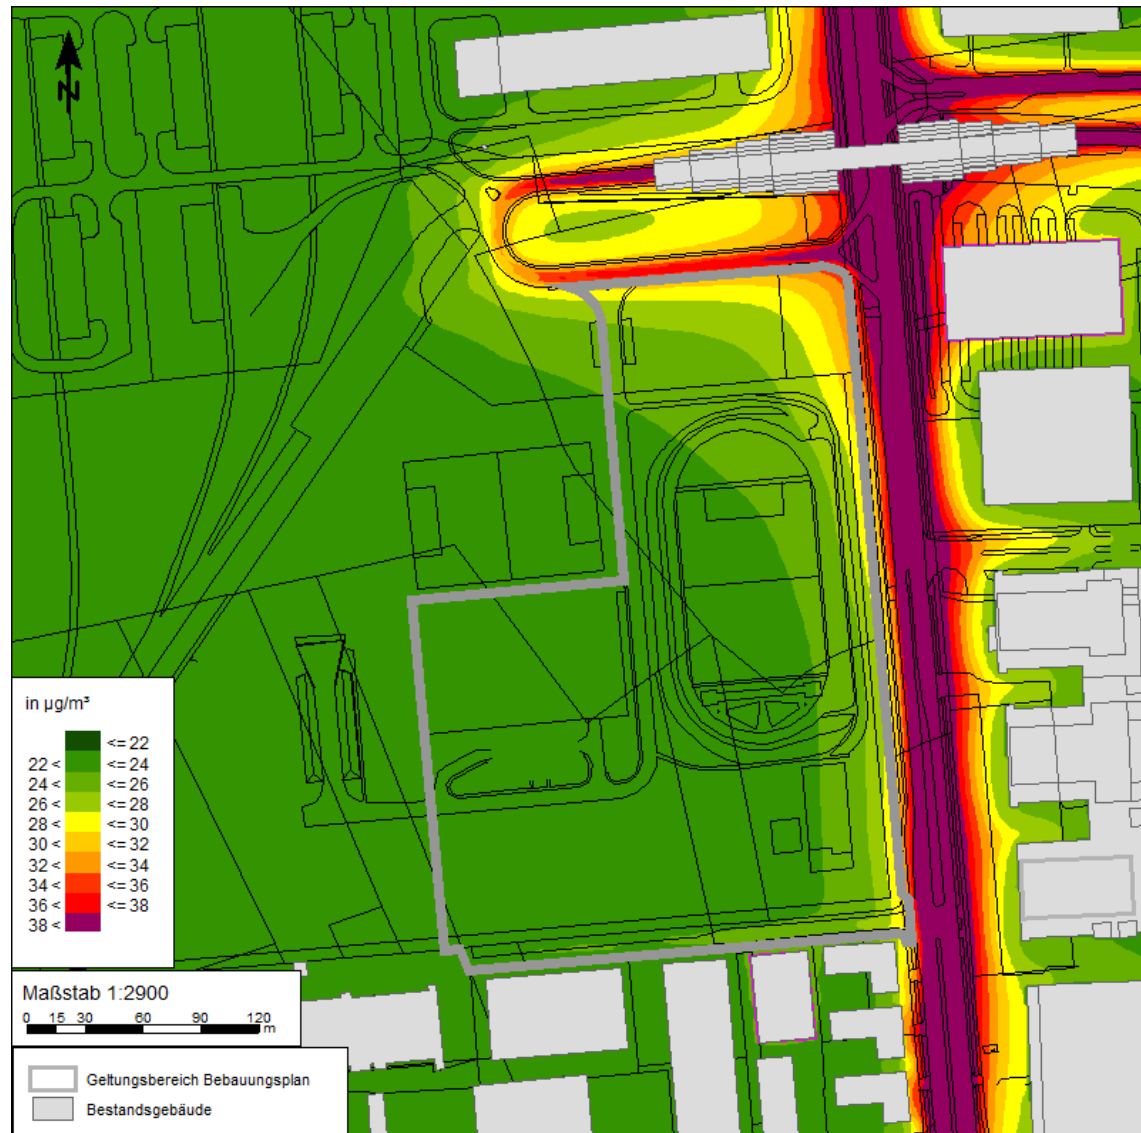 N
in µg/m³
<= 22
22 < <= 24
24 < <= 26
26 < <= 28
28 < <= 30
30 < <= 32
32 < <= 34
34 < <= 36
36 < <= 38
38 <
Maßstab 1:2900
0 15 30 60 90 120
m
Geltungsbereich Bebauungsplan
Bestandsgebäude